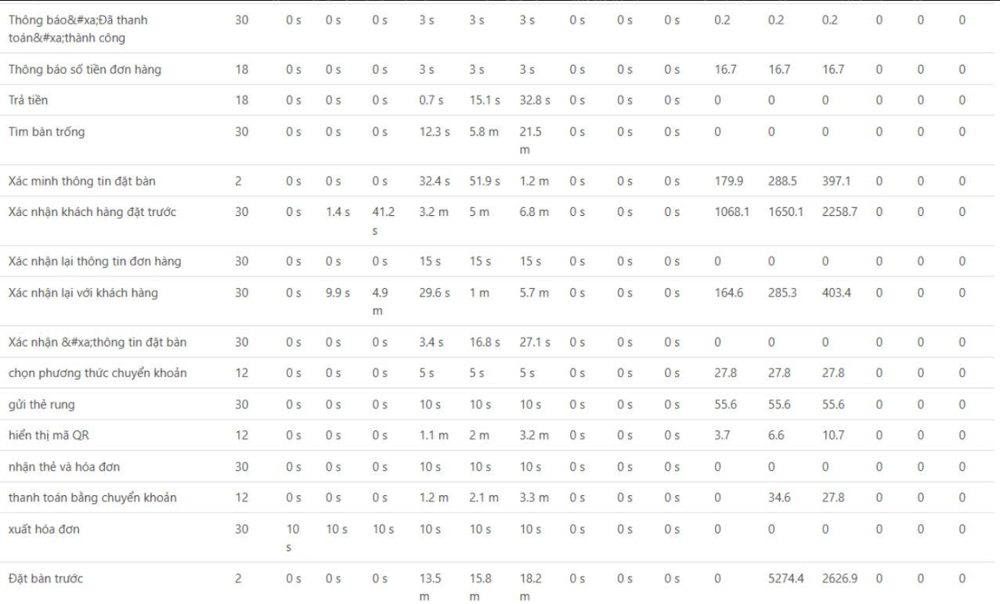 Thông báo&#xa;Đã thanh 30 0 s 0 s 0 s 3 s 3 s 3 s 0 s 0 s 0 s 0.2 0.2 0.2 0 0 0
toán&#xa;thành công
Thông báo số tiền đơn hàng 18 0 s 0 s 0 s 3 s 3 s 3 s 0 s 0 s 0 s 16.7 16.7 16.7 0 0 0
Trả tiền 18 0 s 0 s 0 s 0.7 s 15.1 s 32.8 s 0 s 0 s 0 s 0 0 0 0 0 0
Tìm bàn trống 30 0 s 0 s 0 s 12.3 s 5.8 m 21.5 0 s 0 s 0 s 0 0 0 0 0 0
m
Xác minh thông tin đặt bàn 2 0 s 0 s 0 s 32.4 s 51.9 s 1.2 m 0 s 0 s 0 s 179.9 288.5 397.1 0 0 0
Xác nhận khách hàng đặt trước 30 0 s 1.4 s 41.2 3.2 m 5 m 6.8 m 0 s 0 s 0 s 1068.1 1650.1 2258.7 0 0 0
s
Xác nhận lại thông tin đơn hàng 30 0 s 0 s 0 s 15 s 15 s 15 s 0 s 0 s 0 s 0 0 0 0 0 0
Xác nhận lại với khách hàng 30 0 s 9.9 s 4.9 29.6 s 1 m 5.7 m 0 s 0 s 0 s 164.6 285.3 403.4 0 0 0
m
Xác nhận &#xa;thông tin đặt bàn 30 0 s 0 s 0 s 3.4 s 16.8 s 27.1 s 0 s 0 s 0 s 0 0 0 0 0 0
chọn phương thức chuyển khoản 12 0 s 0 s 0 s 5 s 5 s 5 s 0 s 0 s 0 s 27.8 27.8 27.8 0 0 0
gửi thẻ rung 30 0 s 0 s 0 s 10 s 10 s 10 s 0 s 0 s 0 s 55.6 55.6 55.6 0 0 0
hiển thị mã QR 12 0 s 0 s 0 s 1.1 m 2 m 3.2 m 0 s 0 s 0 s 3.7 6.6 10.7 0 0 0
nhận thẻ và hóa đơn 30 0 s 0 s 0 s 10 s 10 s 10 s 0 s 0 s 0 s 0 0 0 0 0 0
thanh toán bằng chuyển khoản 12 0 s 0 s 0 s 1.2 m 2.1 m 3.3 m 0 s 0 s 0 s 0 34.6 27.8 0 0 0
xuất hóa đơn 30 10 10 s 10 s 10 s 10 s 10 s 0 s 0 s 0 s 0 0 0 0 0 0
s
Đặt bàn trước 2 0 s 0 s 0 s 13.5 15.8 18.2 0 s 0 s 0 s 0 5274.4 2626.9 0 0 0
m m m